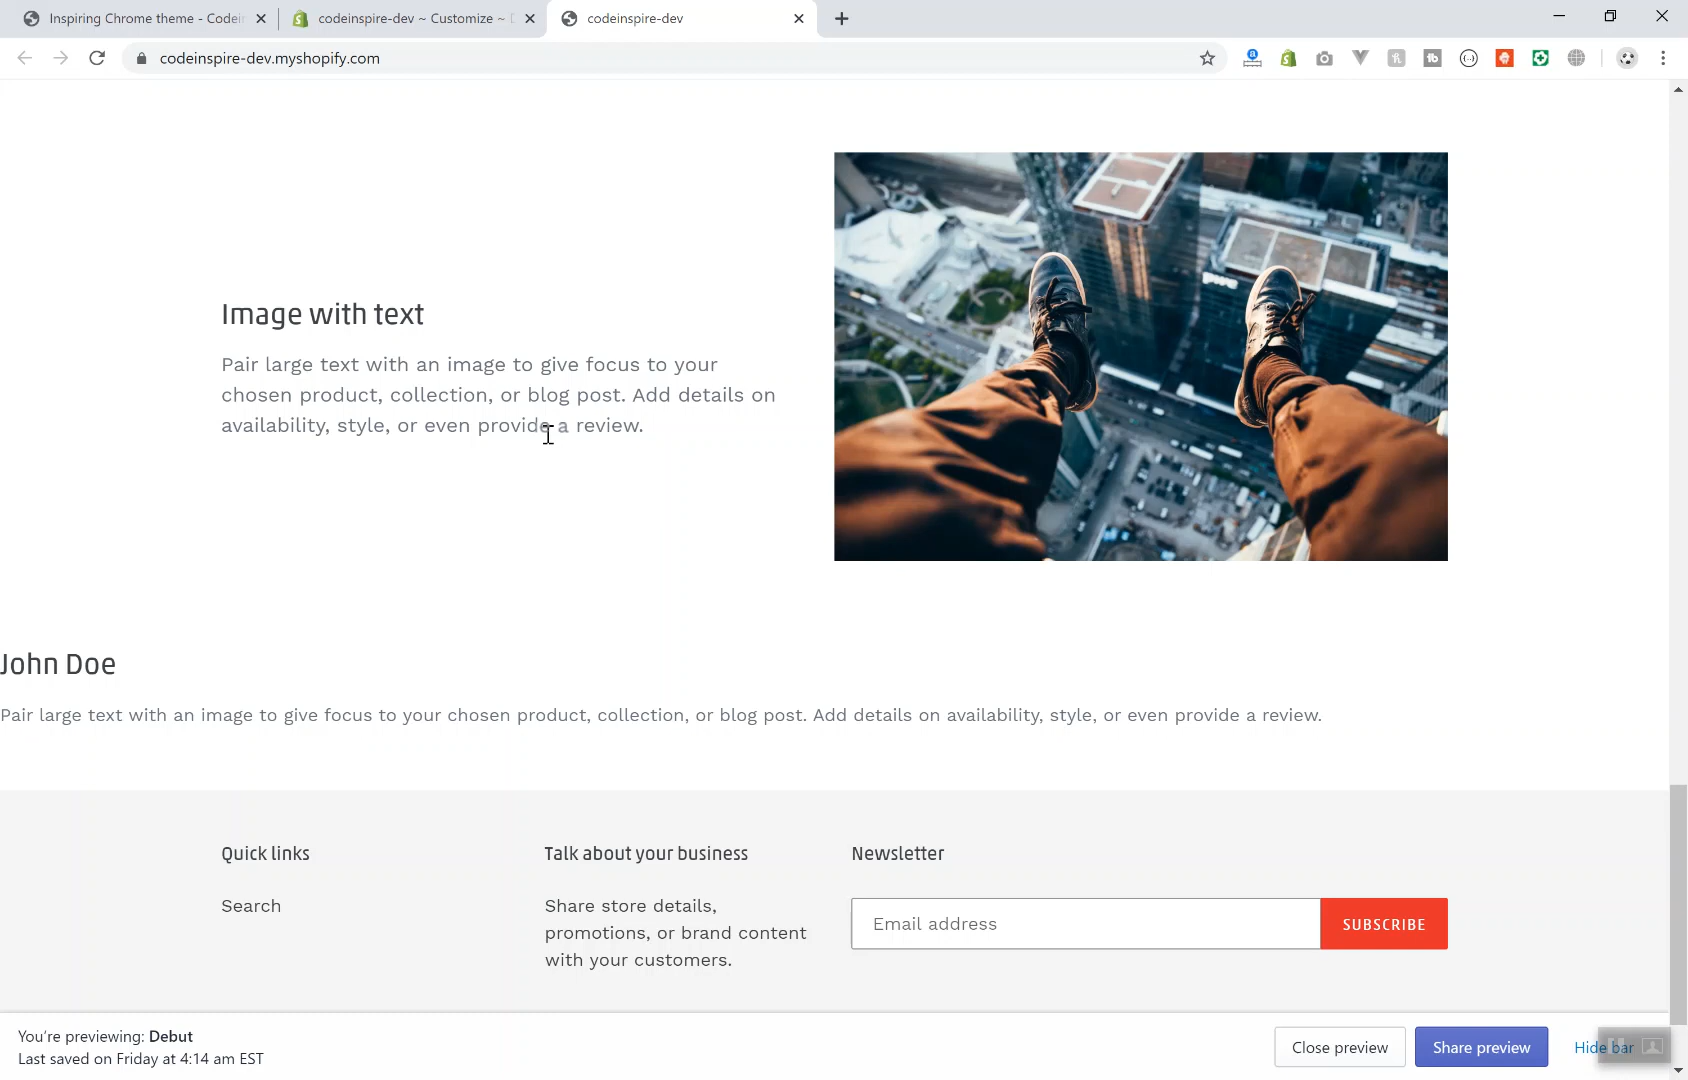 Inspiring Chrome theme - Codein
codeinspire-dev ~ Customize ~
codeinspire-dev
codeinspire-dev.myshopify.com
Image with text
Pair large text with an image to give focus to your
chosen product, collection, or blog post. Add details on
availability, style, or even provide a review.
John Doe
Pair large text with an image to give focus to your chosen product, collection, or blog post. Add details on availability, style, or even provide a review.
Quick links
Talk about your business
Newsletter
Search
Share store details,
promotions, or brand content
with your customers.
Email address
SUBSCRIBE
You're previewing: Debut
Last saved on Friday at 4:14 am EST
Close preview
Share preview
Hide bar